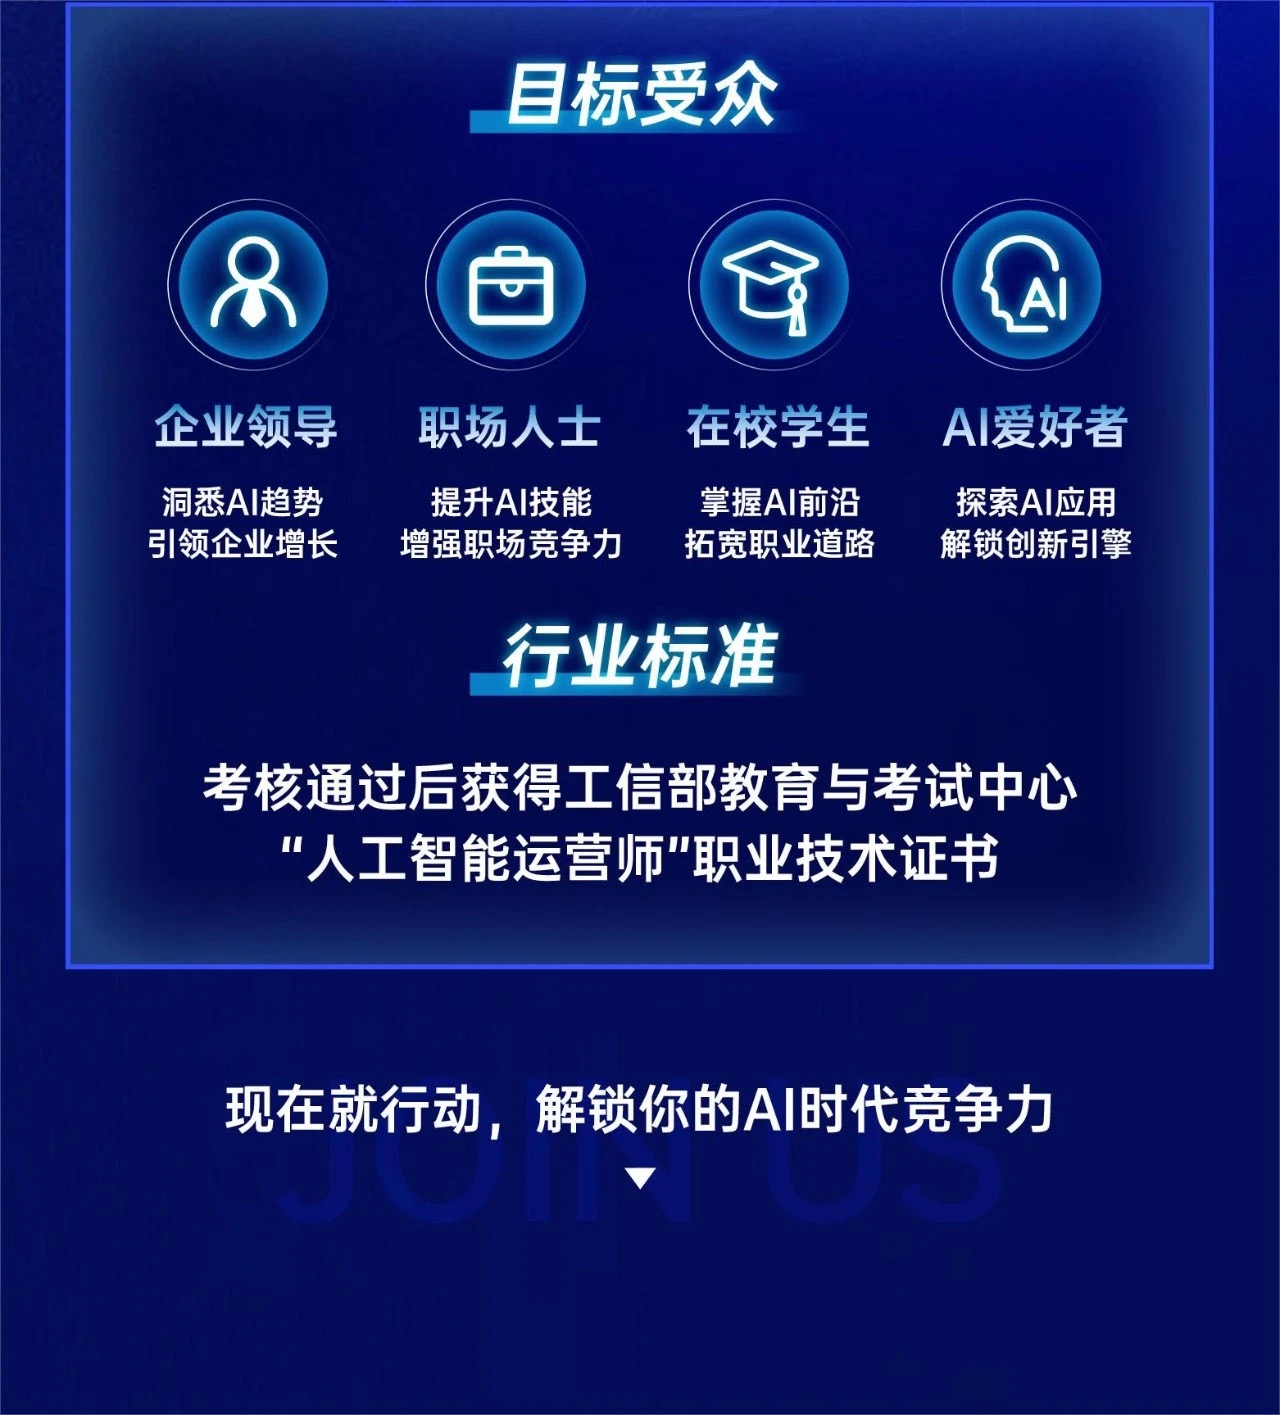 目标受众
AI
企业领导
职场人士
在校学生
AI爱好者
洞悉AI趋势
引领企业增长
提升AI技能
增强职场竞争力
掌握AI前沿
拓宽职业道路
探索AI应用
解锁创新引擎
行业标准
考核通过后获得工信部教育与考试中心
“人工智能运营师”职业技术证书
现在就行动，解锁你的AI时代竞争力
JOIN US